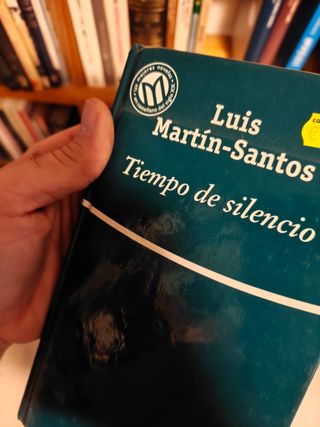 Luis
Martín-Santos
Tiempo de silencio